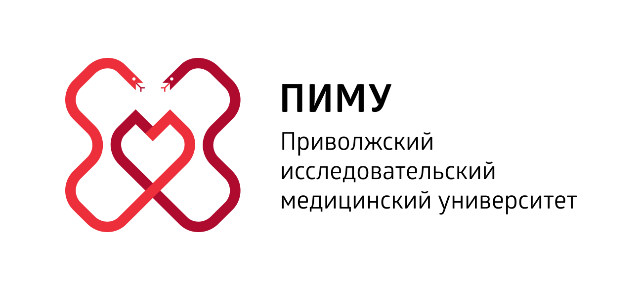 ПИМУ
Приволжский
исследовательский
медицинский университет